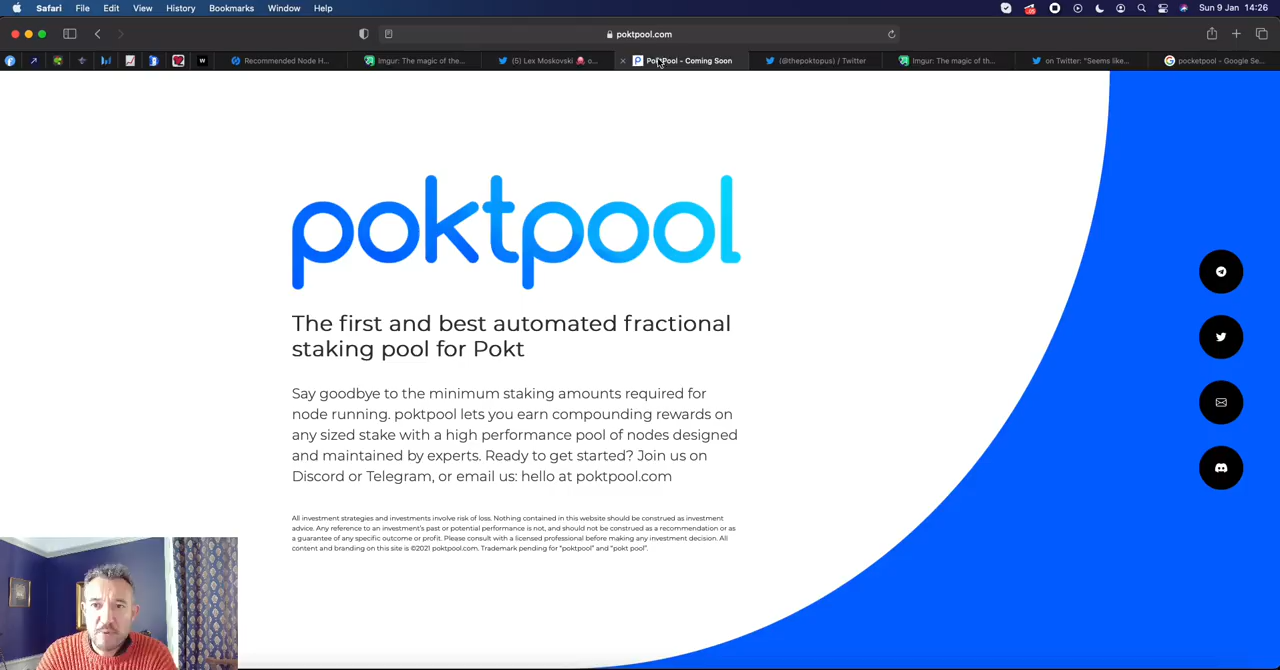 Safari File Edit View History Bookmarks Window Help
Sun 9 Jan 14:26
poktpool.com
Recommended Node H...
Imgur: The magic of the...
(5) Lex Moskovski 🐙 o...
PoktPool - Coming Soon
(@thepoktopus) / Twitter
Imgur: The magic of th...
on Twitter: "Seems like...
pocketpool - Google Se...
poktpool
The first and best automated fractional
staking pool for Pokt
Say goodbye to the minimum staking amounts required for
node running. poktpool lets you earn compounding rewards on
any sized stake with a high performance pool of nodes designed
and maintained by experts. Ready to get started? Join us on
Discord or Telegram, or email us: hello at poktpool.com
All investment strategies and investments involve risk of loss. Nothing contained in this website should be construed as investment
advice. Any reference to an investment's past or potential performance is not, and should not be construed as a recommendation or as
a guarantee of any specific outcome or profit. Please consult with a licensed professional before making any investment decision. All
content and branding on this site is ©2021 poktpool.com. Trademark pending for "poktpool" and "pokt pool".